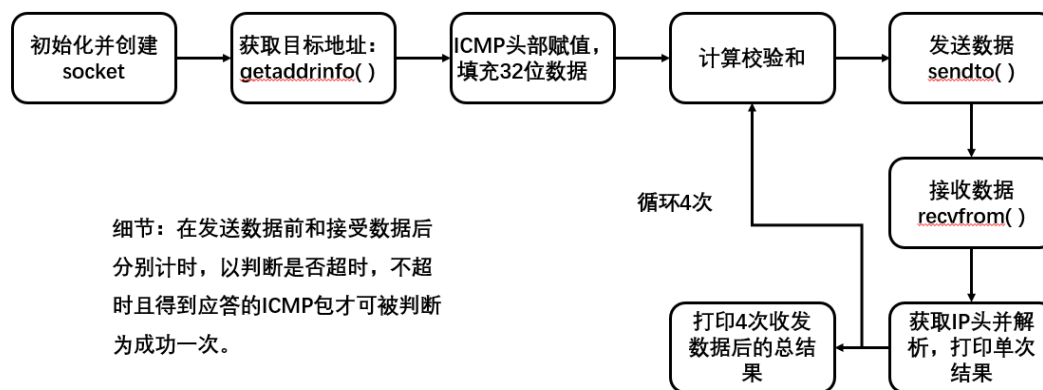 初始化并创建
socket
获取目标地址：
getaddrinfo( )
ICMP头部赋值，
填充32位数据
计算校验和
发送数据
sendto( )
接收数据
recvfrom( )
循环4次
细节：在发送数据前和接受数据后
分别计时，以判断是否超时，不超
时且得到应答的ICMP包才可被判断
为成功一次。
获取IP头并解
析，打印单次
结果
打印4次收发
数据后的总结
果